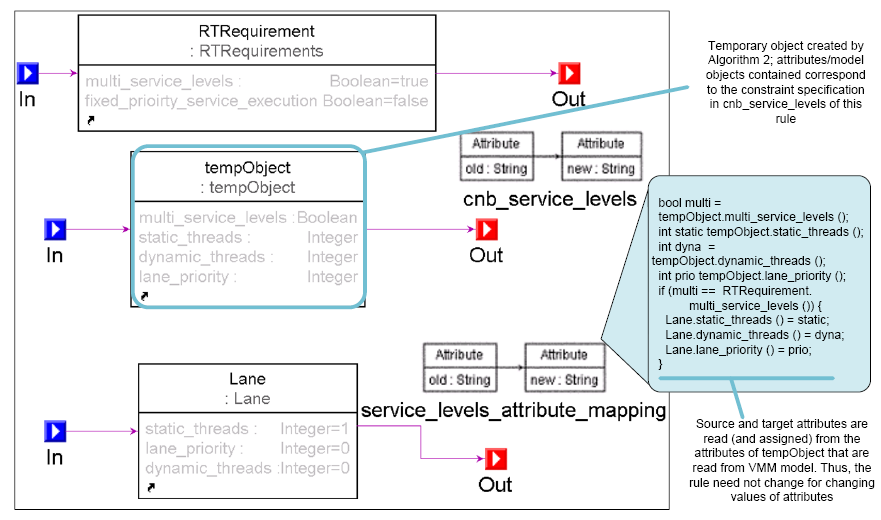 RTRequirement
: RTRequirements
multi_service_levels : Boolean=true
fixed_prioirty_service_execution Boolean=false
In
Out
Temporary object created by
Algorithm 2; attributes/model
objects contained correspond
to the constraint specification
in cnb_service_levels of this
rule
tempObject
: tempObject
multi_service_levels :Boolean
static_threads : Integer
dynamic_threads : Integer
lane_priority : Integer
In
Out
Attribute
old : String
Attribute
new : String
cnb_service_levels
bool multi =
tempObject.multi_service_levels ();
int static tempObject.static_threads ();
int dyna =
tempObject.dynamic_threads ();
int prio tempObject.lane_priority ();
if (multi == RTRequirement.
multi_service_levels ()) {
Lane.static_threads () = static;
Lane.dynamic_threads () = dyna;
Lane.lane_priority () = prio;
}
Attribute
old : String
Attribute
new : String
service_levels_attribute_mapping
Lane
: Lane
static_threads : Integer=1
lane_priority : Integer=0
dynamic_threads :Integer=0
In
Out
Source and target attributes are
read (and assigned) from the
attributes of tempObject that are
read from VMM model. Thus, the
rule need not change for changing
values of attributes